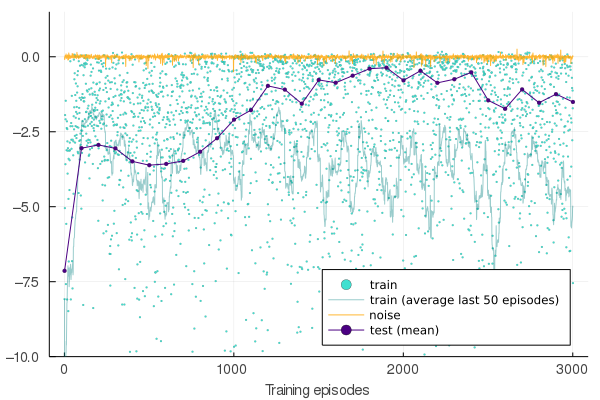 0.0
−2.5
−5.0
−7.5
−10.0
train
train (average last 50 episodes)
noise
test (mean)
0 1000 2000 3000
Training episodes